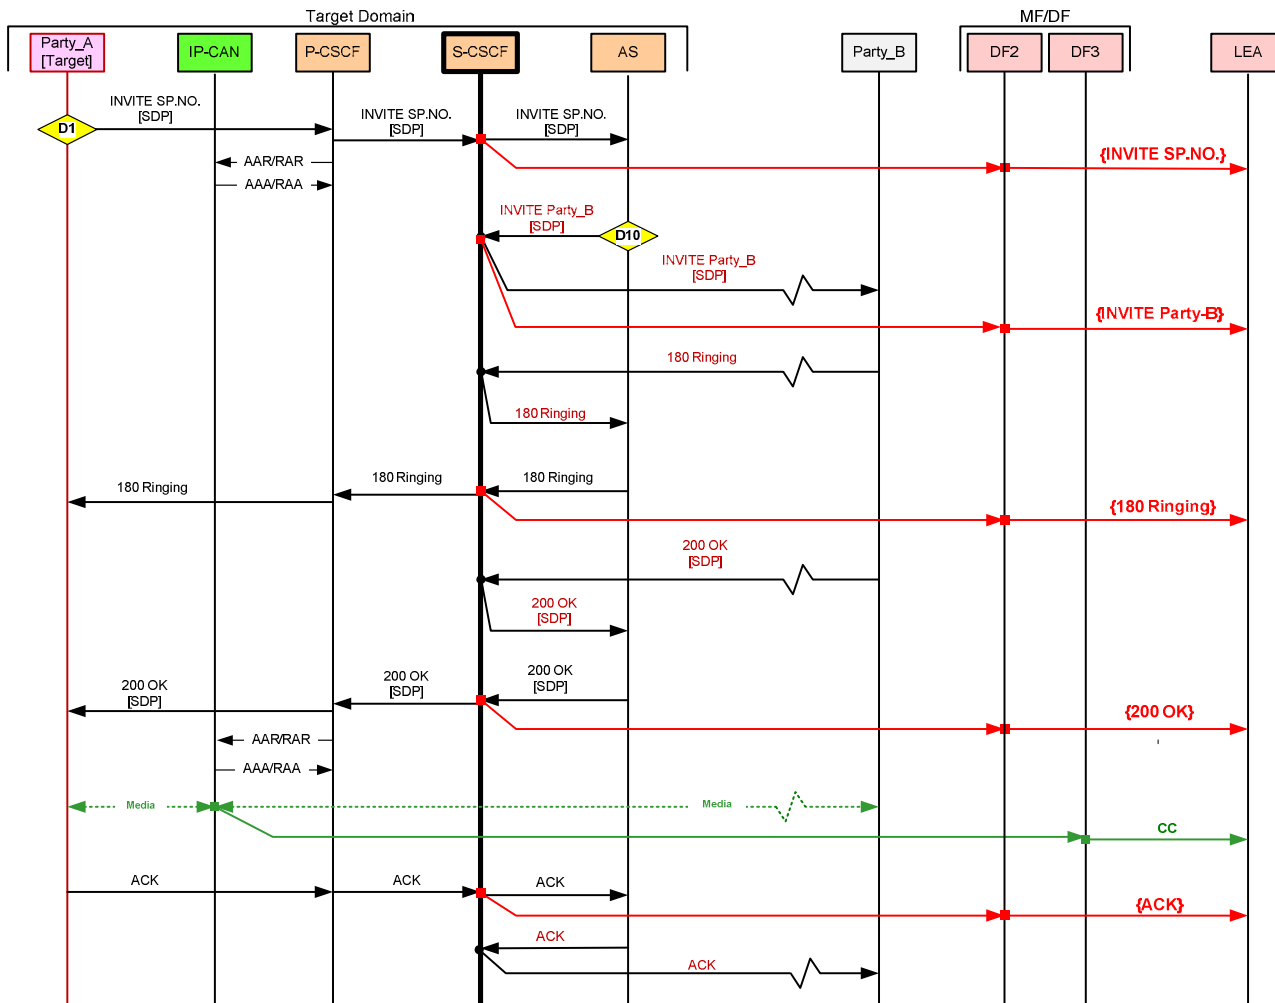 Target Domain
MF/DF
Party_A
[Target]
IP-CAN
P-CSCF
S-CSCF
AS
Party_B
DF2
DF3
LEA
INVITE SP.NO.
[SDP]
D1
INVITE SP.NO.
[SDP]
INVITE SP.NO.
[SDP]
{INVITE SP.NO.}
AAR/RAR
AAA/RAA
INVITE Party_B
[SDP]
D10
INVITE Party_B
[SDP]
{INVITE Party-B}
180 Ringing
180 Ringing
180 Ringing
180 Ringing
180 Ringing
{180 Ringing}
200 OK
[SDP]
200 OK
[SDP]
200 OK
[SDP]
200 OK
[SDP]
200 OK
[SDP]
{200 OK}
AAR/RAR
AAA/RAA
Media
Media
CC
ACK
ACK
ACK
{ACK}
ACK
ACK